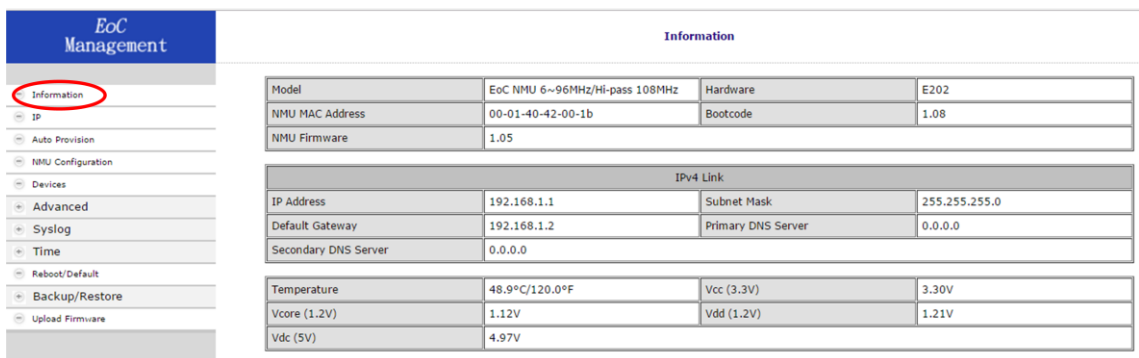 EoC
Management
Information
Information
IP
Auto Provision
NMU Configuration
Devices
Advanced
Syslog
Time
Reboot/Default
Backup/Restore
Upload Firmware
Model EoC NMU 6~96MHz/Hi-pass 108MHz Hardware E202
NMU MAC Address 00-01-40-42-00-1b Bootcode 1.08
NMU Firmware 1.05
IPv4 Link
IP Address 192.168.1.1 Subnet Mask 255.255.255.0
Default Gateway 192.168.1.2 Primary DNS Server 0.0.0.0
Secondary DNS Server 0.0.0.0
Temperature 48.9°C/120.0°F Vcc (3.3V) 3.30V
Vcore (1.2V) 1.12V Vdd (1.2V) 1.21V
Vdc (5V) 4.97V